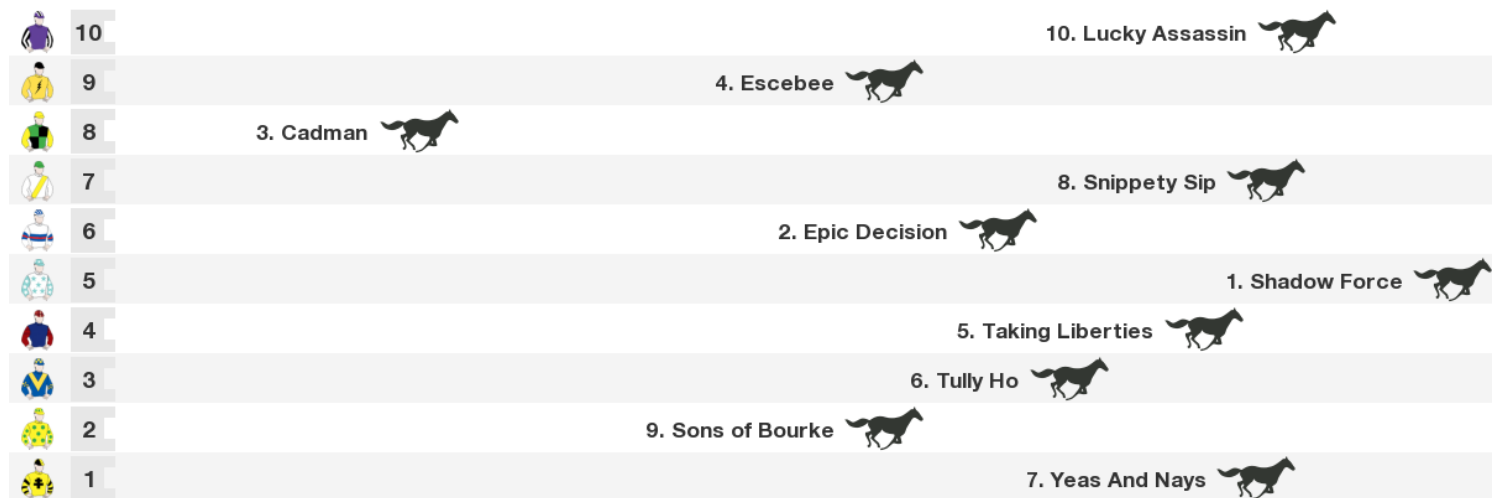 10 10. Lucky Assassin
9 4. Escebee
8 3. Cadman
7 8. Snippety Sip
6 2. Epic Decision
5 1. Shadow Force
4 5. Taking Liberties
3 6. Tully Ho
2 9. Sons of Bourke
1 7. Yeas And Nays